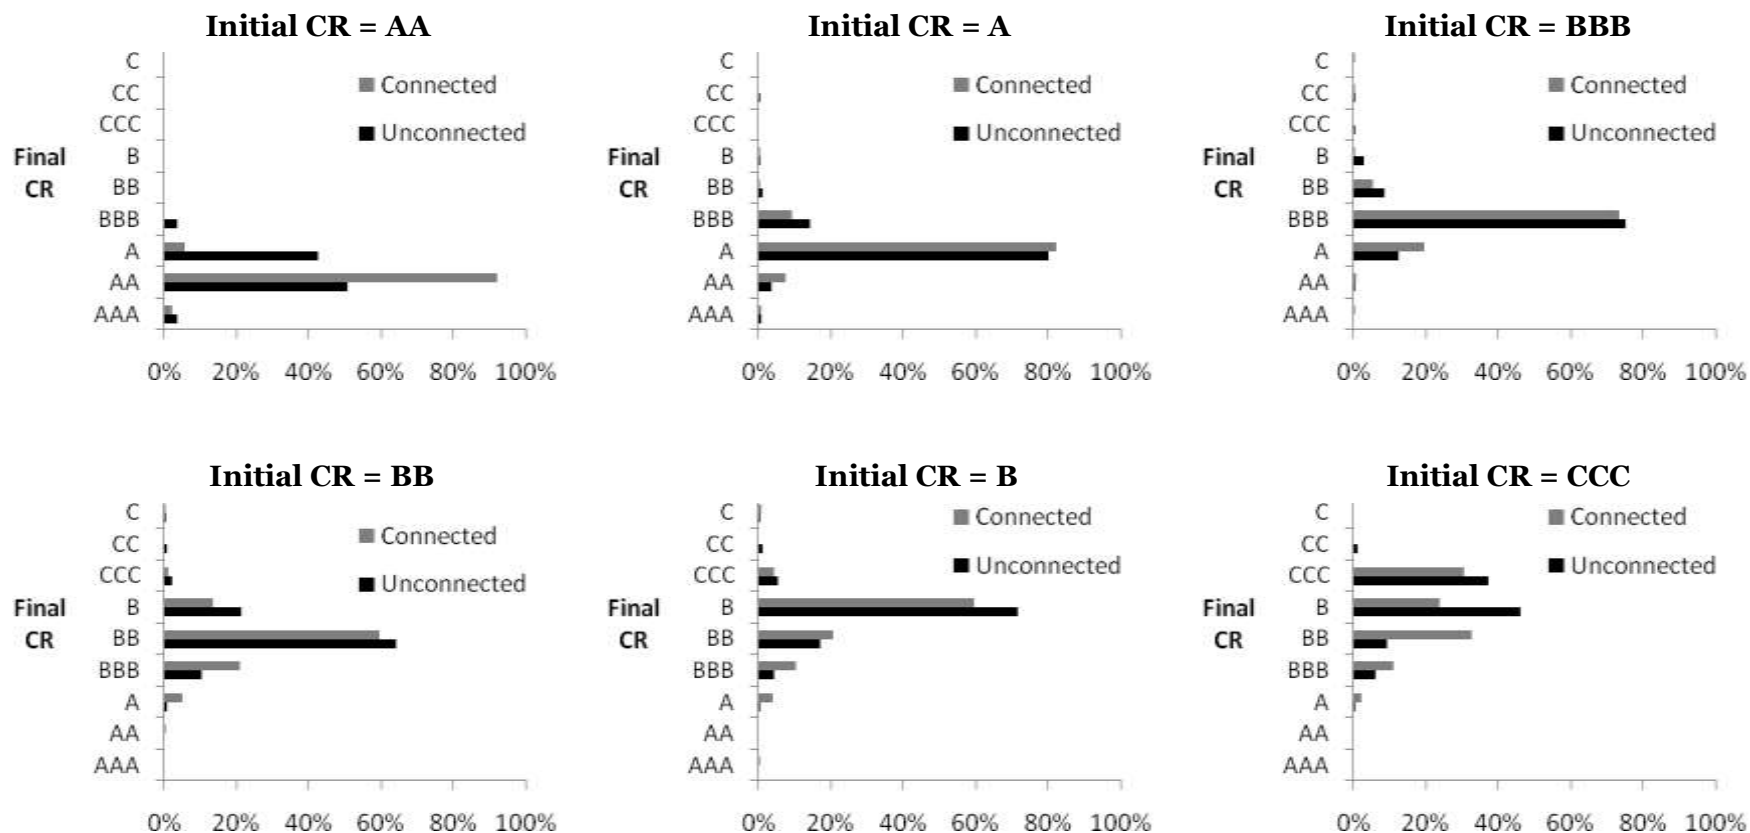 Initial CR = AA
C
CC
CCC
B
BB
BBB
A
AA
AAA
Final
CR
Connected
Unconnected
0% 20% 40% 60% 80% 100%
Initial CR = A
C
CC
CCC
B
BB
BBB
A
AA
AAA
Final
CR
Connected
Unconnected
0% 20% 40% 60% 80% 100%
Initial CR = BBB
C
CC
CCC
B
BB
BBB
A
AA
AAA
Final
CR
Connected
Unconnected
0% 20% 40% 60% 80% 100%
Initial CR = BB
C
CC
CCC
B
BB
BBB
A
AA
AAA
Final
CR
Connected
Unconnected
0% 20% 40% 60% 80% 100%
Initial CR = B
C
CC
CCC
B
BB
BBB
A
AA
AAA
Final
CR
Connected
Unconnected
0% 20% 40% 60% 80% 100%
Initial CR = CCC
C
CC
CCC
B
BB
BBB
A
AA
AAA
Final
CR
Connected
Unconnected
0% 20% 40% 60% 80% 100%